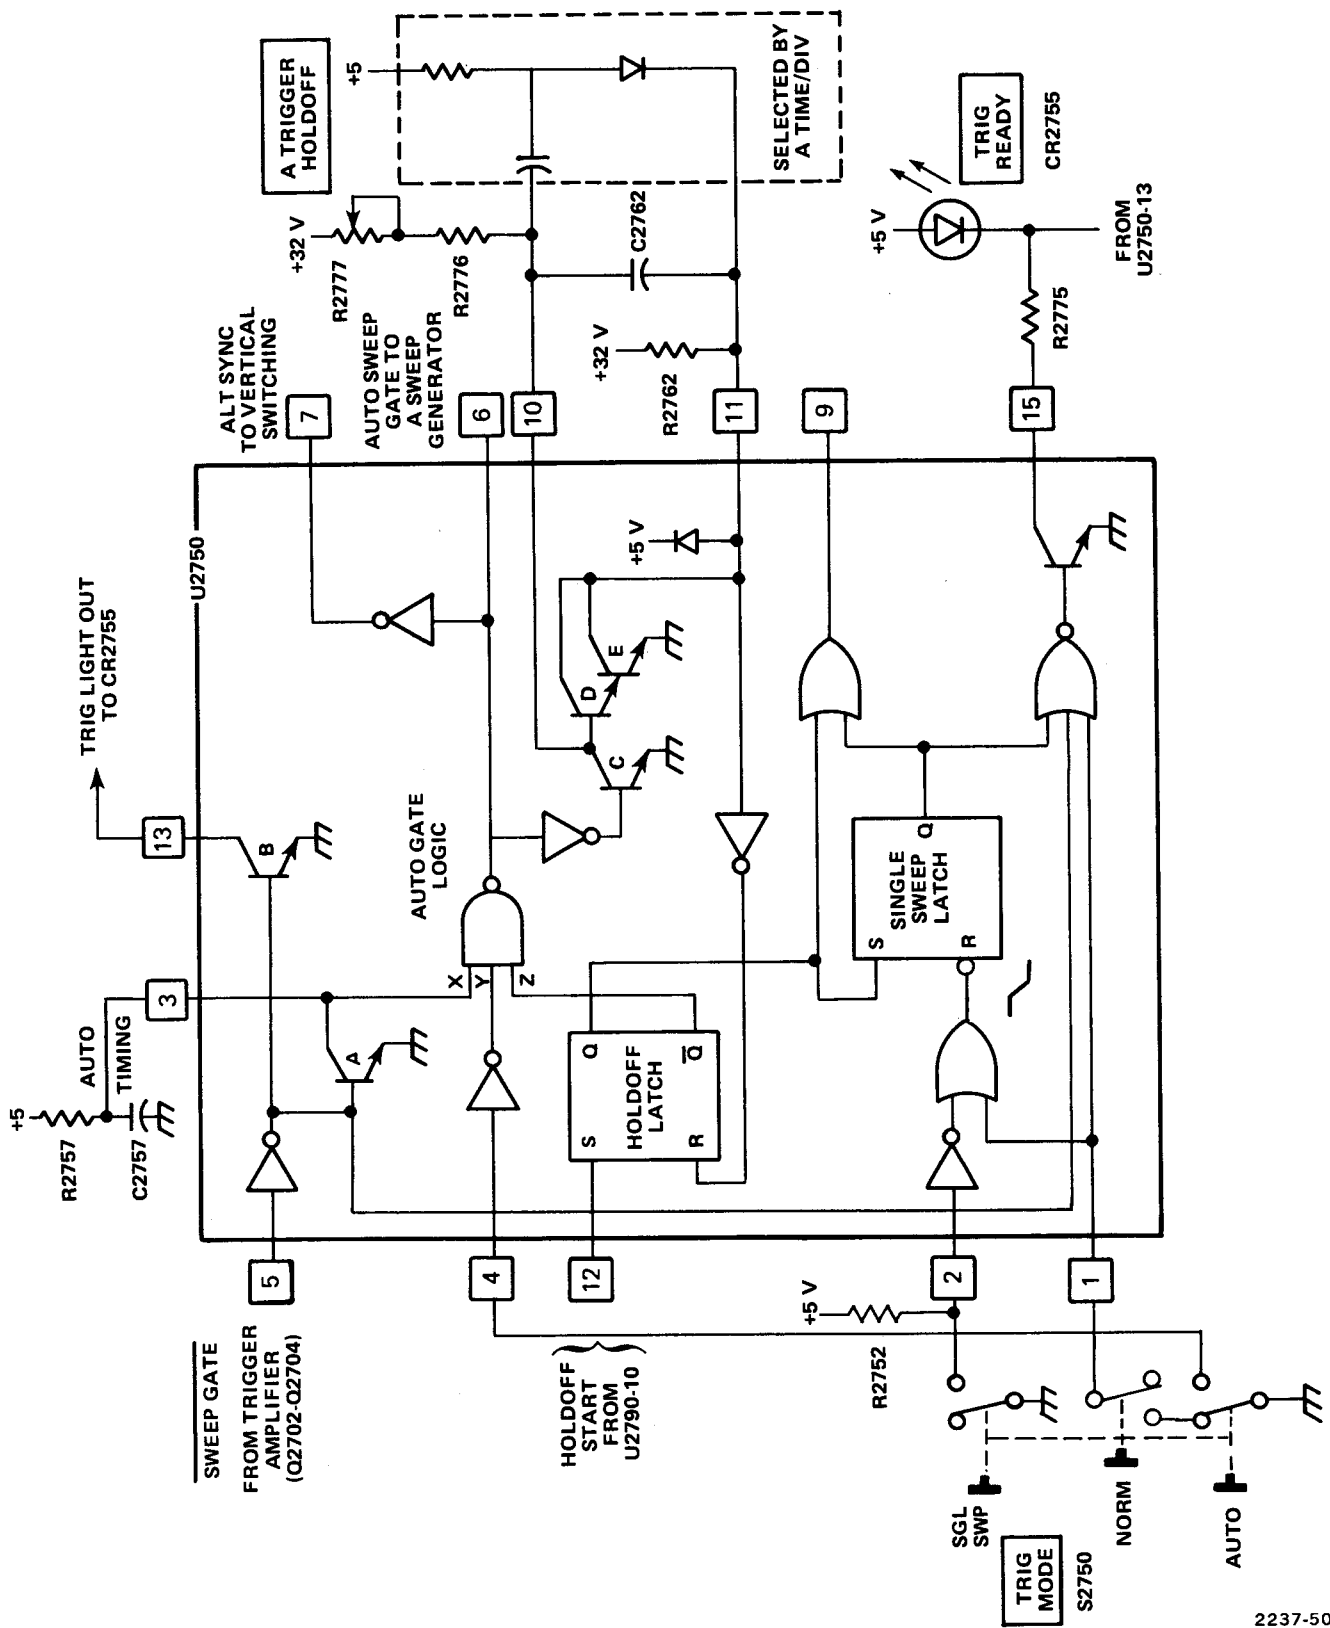 A TRIGGER
HOLDOFF
+5
SELECTED BY
A TIME/DIV
+32 V
R2777
R2776
C2762
+32 V
R2762
TRIG
READY
CR2755
+5 V
R2775
FROM
U2750-13
ALT SYNC
TO VERTICAL
SWITCHING
7
AUTO SWEEP
GATE TO
A SWEEP
GENERATOR
6
10
11
9
15
U2750
TRIG LIGHT OUT
TO CR2755
13
B
+5 V
E
D
C
AUTO GATE
LOGIC
X
Y
Z
3
AUTO
TIMING
+5
R2757
C2757
A
Q
Q̅
HOLDOFF
LATCH
S
R
Q
SINGLE
SWEEP
LATCH
S
R
5
4
12
2
1
SWEEP GATE
FROM TRIGGER
AMPLIFIER
(Q2702-Q2704)
HOLDOFF
START
FROM
U2790-10
+5 V
R2752
SGL
SWP
NORM
AUTO
TRIG
MODE
S2750
2237-50